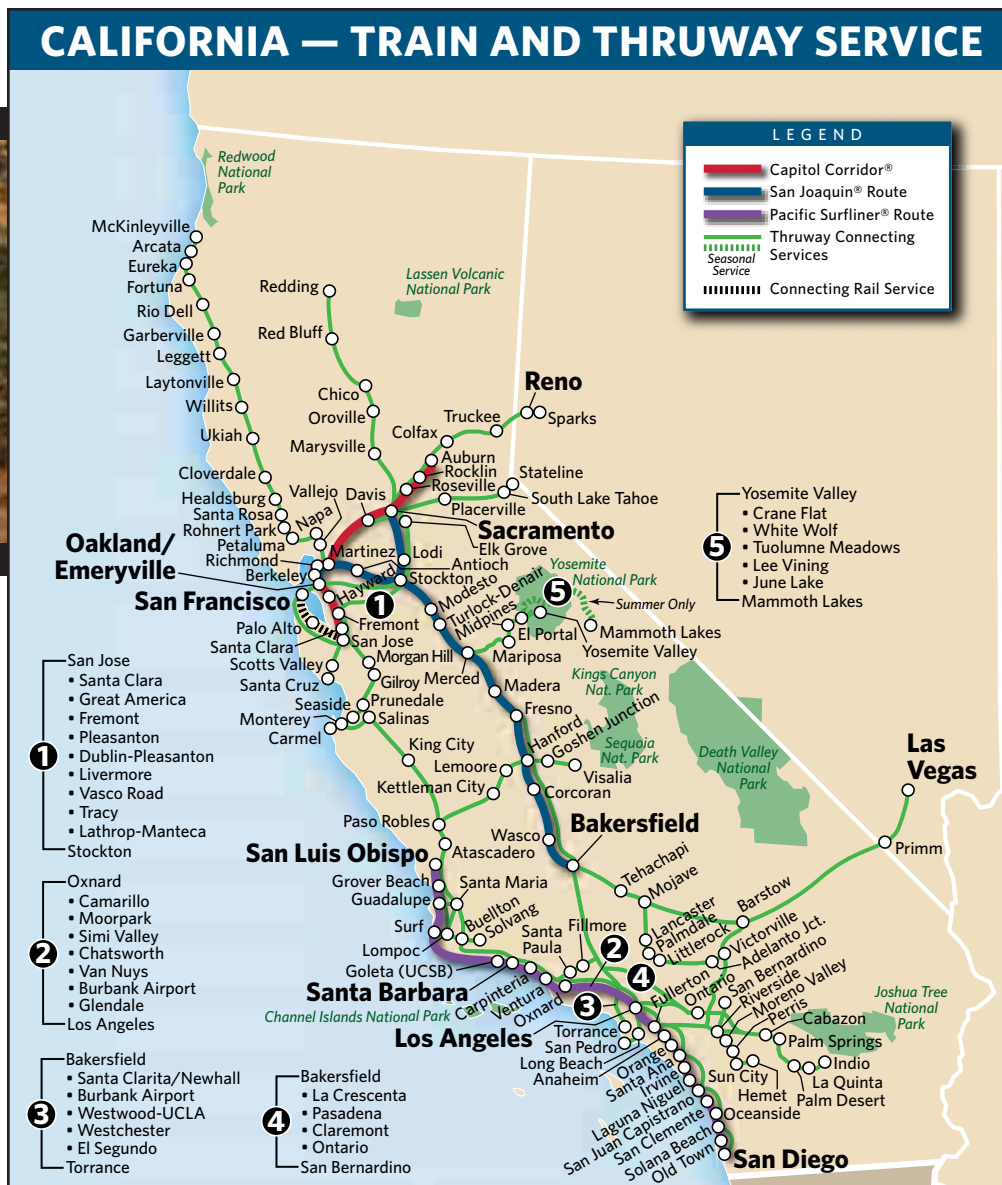 CALIFORNIA — TRAIN AND THRUWAY SERVICE
LEGEND
Capitol Corridor®
San Joaquin® Route
Pacific Surfliner® Route
Thruway Connecting
Services
Seasonal
Service
Connecting Rail Service
Redwood
National
Park
McKinleyville
Arcata
Eureka
Fortuna
Rio Dell
Garberville
Leggett
Laytonville
Willits
Ukiah
Cloverdale
Healdsburg
Santa Rosa
Rohnert Park
Petaluma
Lassen Volcanic
National Park
Redding
Red Bluff
Chico
Oroville
Marysville
Reno
Sparks
Truckee
Colfax
Auburn
Rocklin
Roseville
Stateline
South Lake Tahoe
Placerville
Sacramento
Elk Grove
Davis
Vallejo
Napa
Martinez
Lodi
Antioch
Stockton
Oakland/
Emeryville
Richmond
Berkeley
Hayward
San Francisco
Fremont
Palo Alto
San Jose
Santa Clara
Scotts Valley
Santa Cruz
Morgan Hill
Gilroy
Prunedale
Seaside
Salinas
Monterey
Carmel
1
Modesto
Turlock-Denair
Midpines
El Portal
Mariposa
Merced
Yosemite
National Park
5
Summer Only
Mammoth Lakes
Yosemite Valley
Madera
Fresno
Kings Canyon
Nat. Park
Hanford
Goshen Junction
Sequoia
Nat. Park
Visalia
Corcoran
Lemoore
Kettleman City
King City
Paso Robles
Atascadero
Wasco
Bakersfield
Death Valley
National
Park
Las
Vegas
Primm
Tehachapi
Mojave
Barstow
Lancaster
Palmdale
Littlerock
Victorville
Adelanto Jct.
San Bernardino
Riverside
Moreno Valley
Perris
Cabazon
Joshua Tree
National
Park
Palm Springs
Indio
La Quinta
Palm Desert
Hemet
Sun City
San Luis Obispo
Grover Beach
Guadalupe
Santa Maria
Surf
Buellton
Solvang
Lompoc
Goleta (UCSB)
Santa Barbara
Channel Islands National Park
Carpinteria
Ventura
Oxnard
Santa
Paula
Fillmore
2
4
3
Fullerton
Ontario
Los Angeles
Torrance
San Pedro
Long Beach
Anaheim
Orange
Santa Ana
Irvine
Laguna Niguel
San Juan Capistrano
San Clemente
Oceanside
Solana Beach
Old Town
San Diego
5
Yosemite Valley
▪ Crane Flat
▪ White Wolf
▪ Tuolumne Meadows
▪ Lee Vining
▪ June Lake
Mammoth Lakes
1
San Jose
▪ Santa Clara
▪ Great America
▪ Fremont
▪ Pleasanton
▪ Dublin-Pleasanton
▪ Livermore
▪ Vasco Road
▪ Tracy
▪ Lathrop-Manteca
Stockton
2
Oxnard
▪ Camarillo
▪ Moorpark
▪ Simi Valley
▪ Chatsworth
▪ Van Nuys
▪ Burbank Airport
▪ Glendale
Los Angeles
3
Bakersfield
▪ Santa Clarita/Newhall
▪ Burbank Airport
▪ Westwood-UCLA
▪ Westchester
▪ El Segundo
Torrance
4
Bakersfield
▪ La Crescenta
▪ Pasadena
▪ Claremont
▪ Ontario
San Bernardino